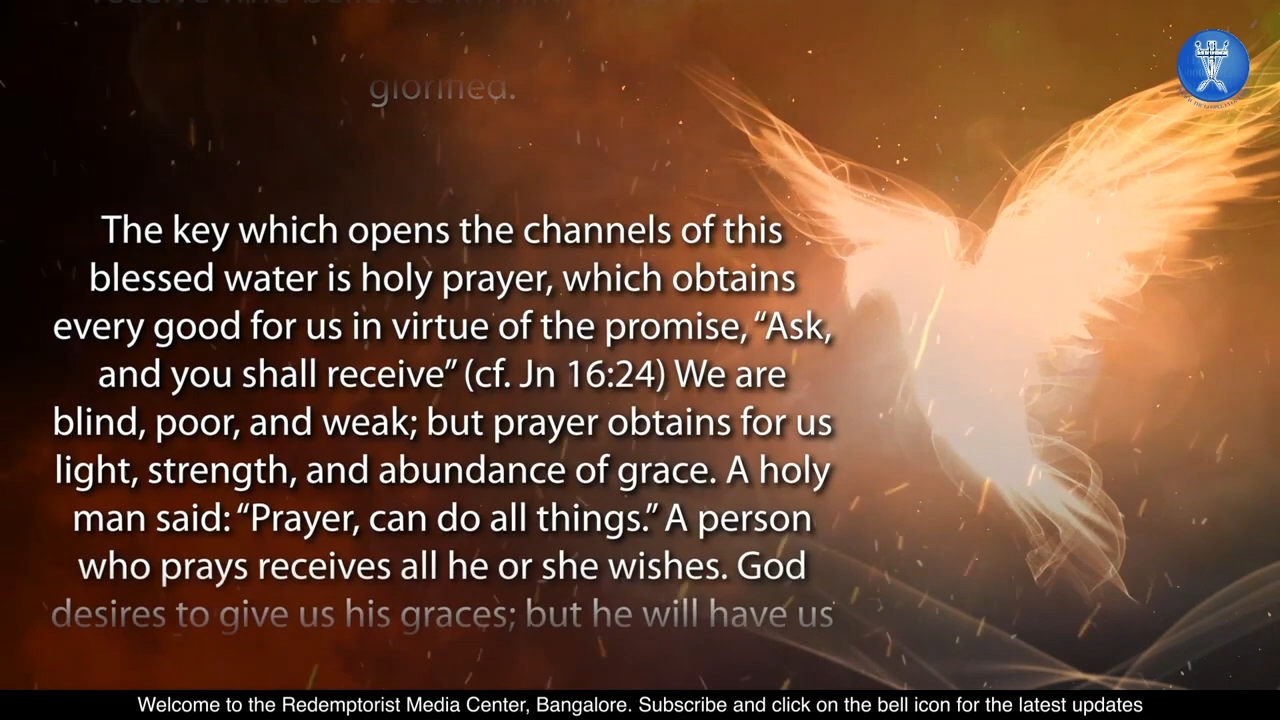 glorified.
The key which opens the channels of this
blessed water is holy prayer, which obtains
every good for us in virtue of the promise, “Ask,
and you shall receive” (cf. Jn 16:24) We are
blind, poor, and weak; but prayer obtains for us
light, strength, and abundance of grace. A holy
man said: “Prayer, can do all things.” A person
who prays receives all he or she wishes. God
desires to give us his graces; but he will have us
Welcome to the Redemptorist Media Center, Bangalore. Subscribe and click on the bell icon for the latest updates